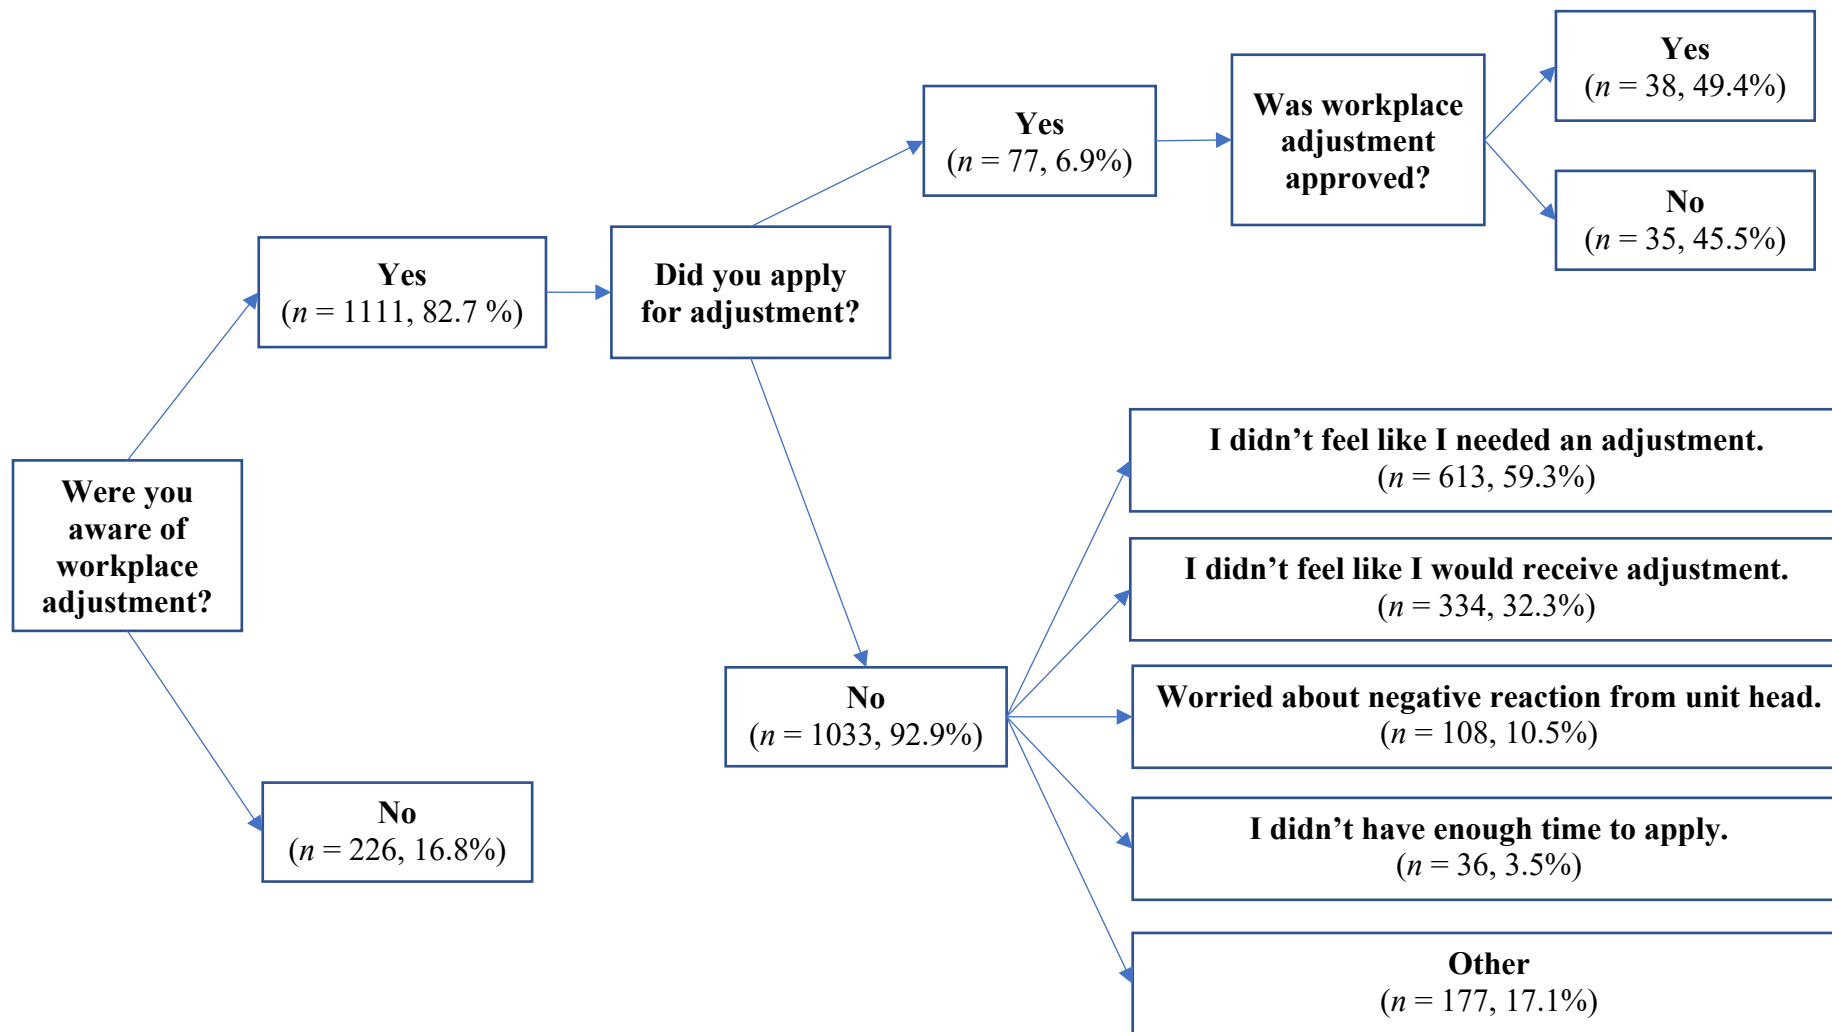 Were you
aware of
workplace
adjustment?
Yes
(n = 1111, 82.7 %)
No
(n = 226, 16.8%)
Did you apply
for adjustment?
Yes
(n = 77, 6.9%)
No
(n = 1033, 92.9%)
Was workplace
adjustment
approved?
Yes
(n = 38, 49.4%)
No
(n = 35, 45.5%)
I didn’t feel like I needed an adjustment.
(n = 613, 59.3%)
I didn’t feel like I would receive adjustment.
(n = 334, 32.3%)
Worried about negative reaction from unit head.
(n = 108, 10.5%)
I didn’t have enough time to apply.
(n = 36, 3.5%)
Other
(n = 177, 17.1%)